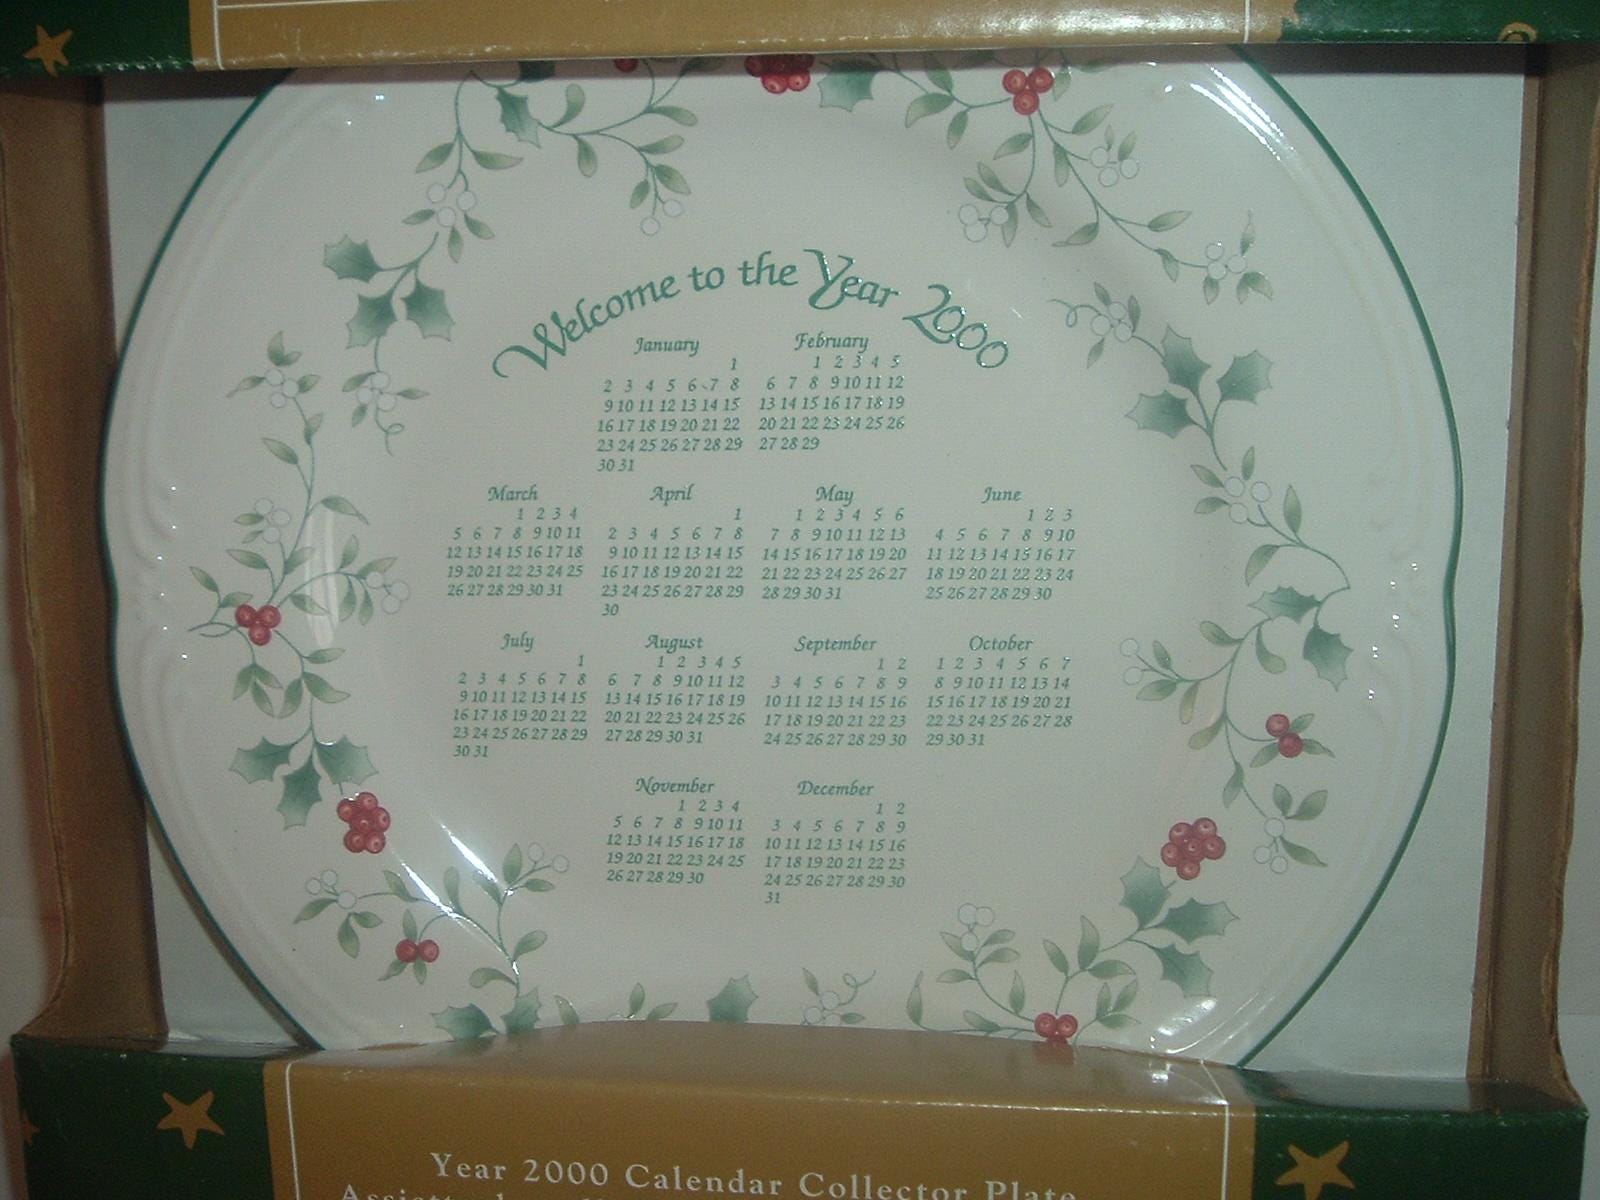 Welcome to the Year 2000
January
1
2 3 4 5 6 7 8
9 10 11 12 13 14 15
16 17 18 19 20 21 22
23 24 25 26 27 28 29
30 31
February
1 2 3 4 5
6 7 8 9 10 11 12
13 14 15 16 17 18 19
20 21 22 23 24 25 26
27 28 29
March
1 2 3 4
5 6 7 8 9 10 11
12 13 14 15 16 17 18
19 20 21 22 23 24 25
26 27 28 29 30 31
April
1
2 3 4 5 6 7 8
9 10 11 12 13 14 15
16 17 18 19 20 21 22
23 24 25 26 27 28 29
30
May
1 2 3 4 5 6
7 8 9 10 11 12 13
14 15 16 17 18 19 20
21 22 23 24 25 26 27
28 29 30 31
June
1 2 3
4 5 6 7 8 9 10
11 12 13 14 15 16 17
18 19 20 21 22 23 24
25 26 27 28 29 30
July
1
2 3 4 5 6 7 8
9 10 11 12 13 14 15
16 17 18 19 20 21 22
23 24 25 26 27 28 29
30 31
August
1 2 3 4 5
6 7 8 9 10 11 12
13 14 15 16 17 18 19
20 21 22 23 24 25 26
27 28 29 30 31
September
1 2
3 4 5 6 7 8 9
10 11 12 13 14 15 16
17 18 19 20 21 22 23
24 25 26 27 28 29 30
October
1 2 3 4 5 6 7
8 9 10 11 12 13 14
15 16 17 18 19 20 21
22 23 24 25 26 27 28
29 30 31
November
1 2 3 4
5 6 7 8 9 10 11
12 13 14 15 16 17 18
19 20 21 22 23 24 25
26 27 28 29 30
December
1 2
3 4 5 6 7 8 9
10 11 12 13 14 15 16
17 18 19 20 21 22 23
24 25 26 27 28 29 30
31
Year 2000 Calendar Collector Plate